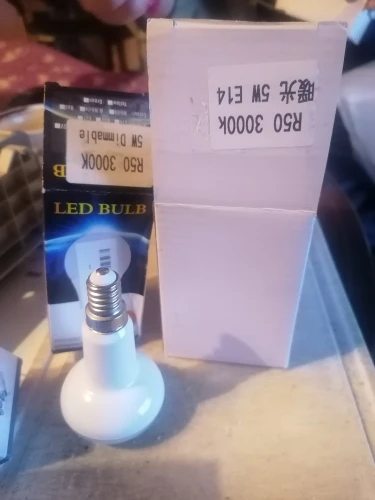 R50 3000k
暖光 5W E14
R50 3000K
5W Dimmable
LED BULB